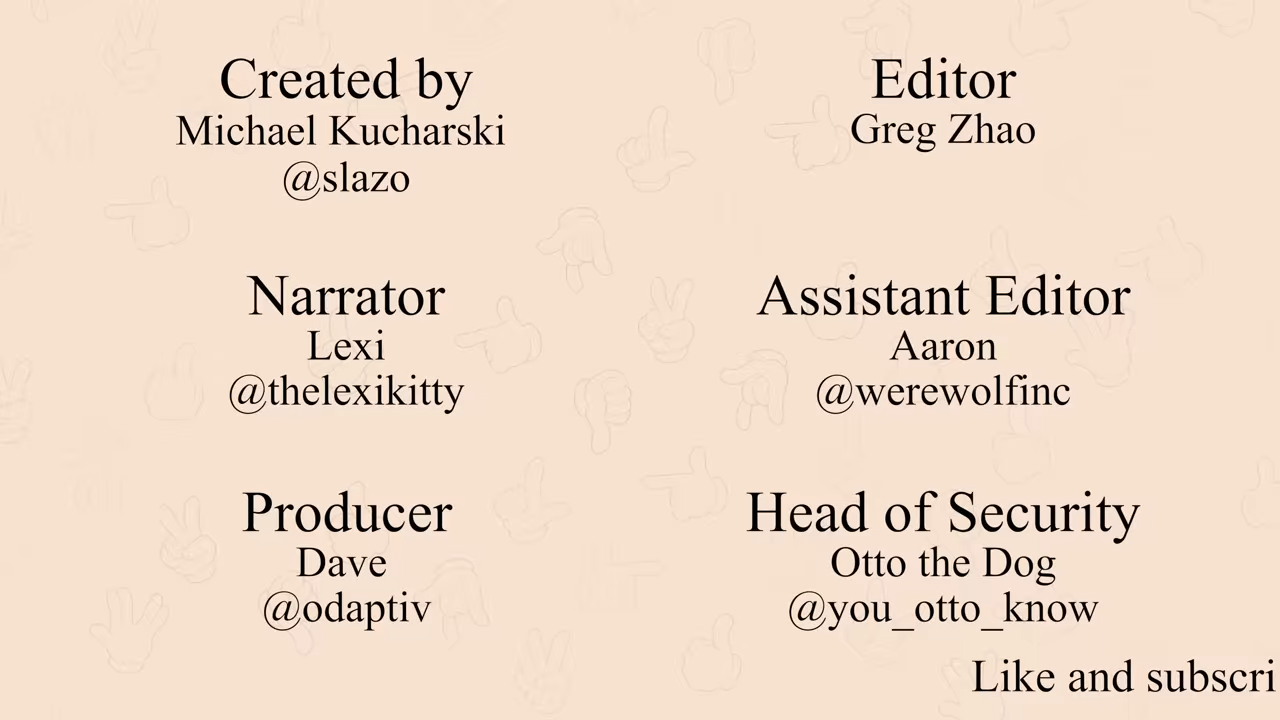 Created by
Michael Kucharski
@slazo
Editor
Greg Zhao
Narrator
Lexi
@thelexikitty
Assistant Editor
Aaron
@werewolfinc
Producer
Dave
@odaptiv
Head of Security
Otto the Dog
@you_otto_know
Like and subscri